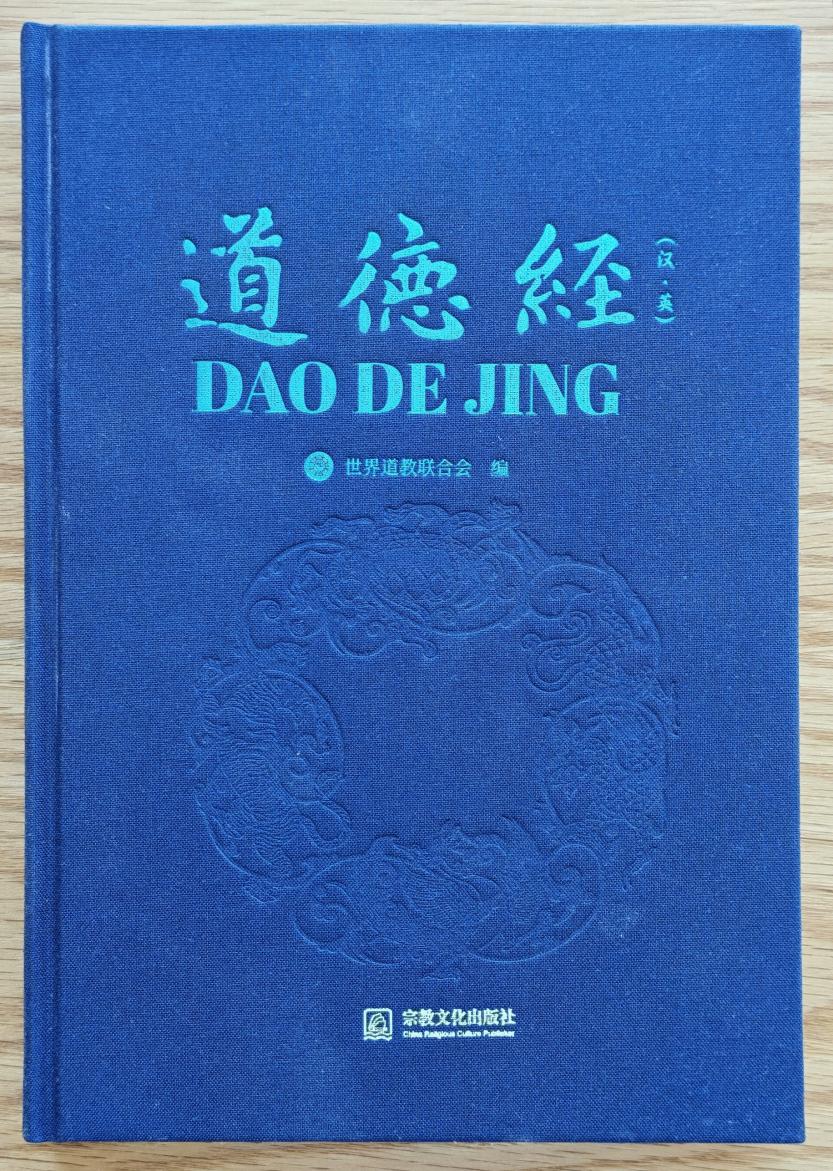 道德経
（汉·英）
DAO DE JING
世界道教联合会 编
宗教文化出版社
China Religious Culture Publisher